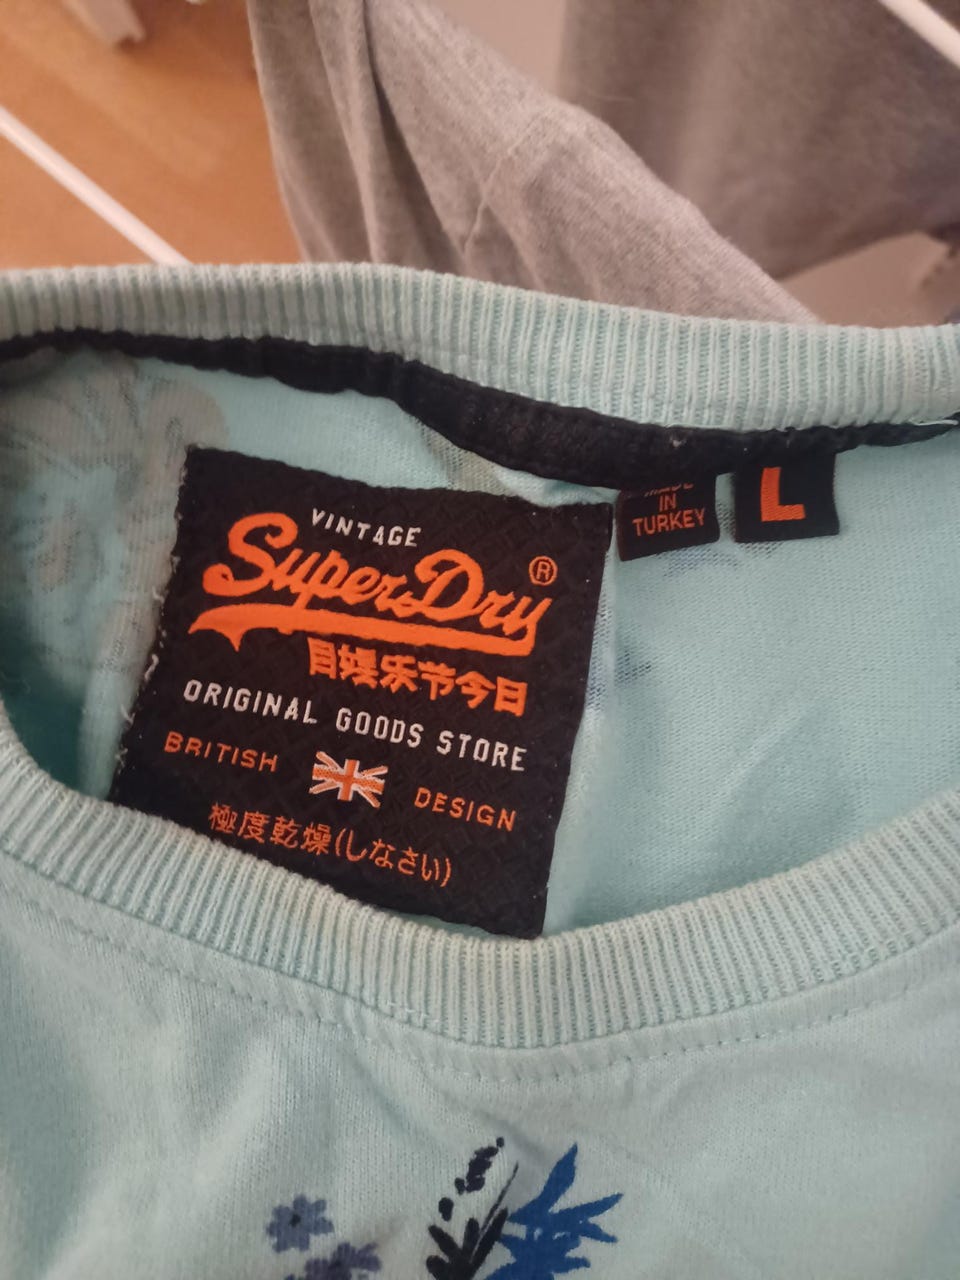 VINTAGE
SuperDry®
目娱乐节今日
ORIGINAL GOODS STORE
BRITISH DESIGN
極度乾燥(しなさい)
MADE
IN
TURKEY
L